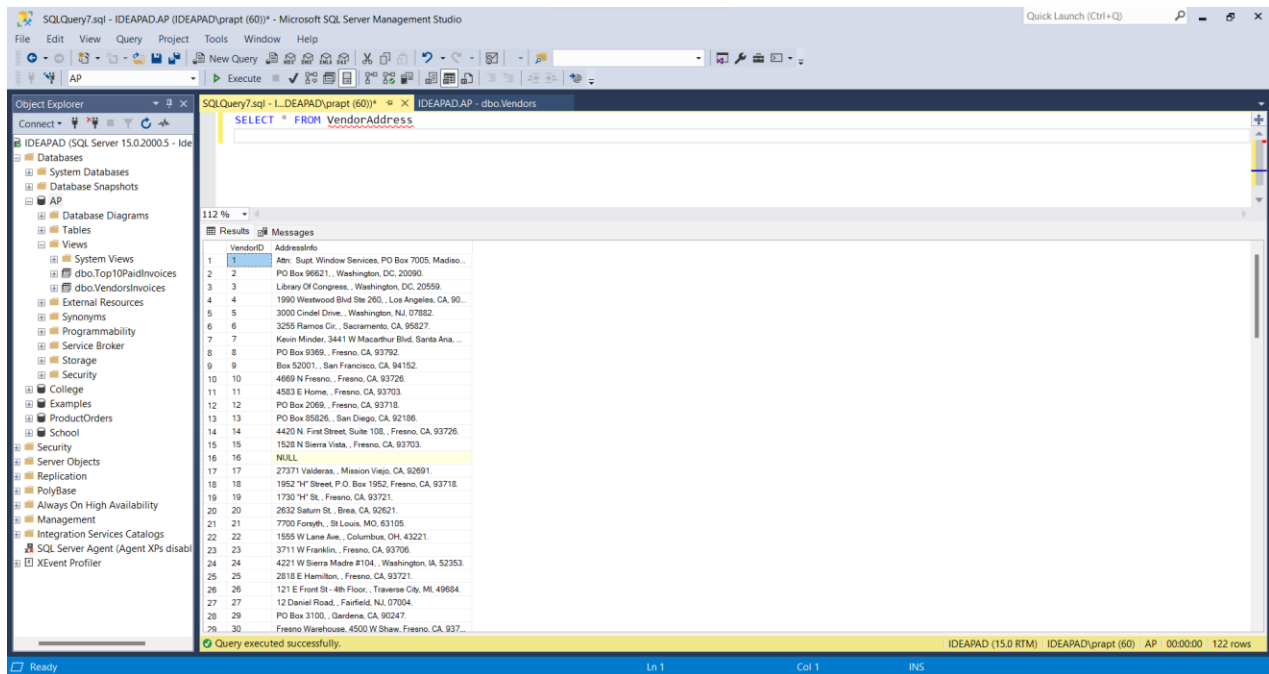 SQLQuery7.sql - IDEAPAD.AP (IDEAPAD\prapt (60))* - Microsoft SQL Server Management Studio
Quick Launch (Ctrl+Q)
File Edit View Query Project Tools Window Help
New Query
AP
Execute
Object Explorer
SQLQuery7.sql - I...DEAPAD\prapt (60))*
IDEAPAD.AP - dbo.Vendors
Connect
SELECT * FROM VendorAddress
IDEAPAD (SQL Server 15.0.2000.5 - Ide
Databases
System Databases
Database Snapshots
AP
Database Diagrams
Tables
Views
System Views
dbo.Top10PaidInvoices
dbo.VendorsInvoices
External Resources
Synonyms
Programmability
Service Broker
Storage
Security
College
Examples
ProductOrders
School
Security
Server Objects
Replication
PolyBase
Always On High Availability
Management
Integration Services Catalogs
SQL Server Agent (Agent XPs disabl
XEvent Profiler
112 %
Results Messages
VendorID AddressInfo
1 1 Attn: Supt. Window Services, PO Box 7005, Madiso...
2 2 PO Box 96621, , Washington, DC, 20090.
3 3 Library Of Congress, , Washington, DC, 20559.
4 4 1990 Westwood Blvd Ste 260, , Los Angeles, CA, 90...
5 5 3000 Cindel Drive, , Washington, NJ, 07882.
6 6 3255 Ramos Cir, , Sacramento, CA, 95827.
7 7 Kevin Minder, 3441 W Macarthur Blvd, Santa Ana, ...
8 8 PO Box 9369, , Fresno, CA, 93792.
9 9 Box 52001, , San Francisco, CA, 94152.
10 10 4669 N Fresno, , Fresno, CA, 93726.
11 11 4583 E Home, , Fresno, CA, 93703.
12 12 PO Box 2069, , Fresno, CA, 93718.
13 13 PO Box 85826, , San Diego, CA, 92186.
14 14 4420 N. First Street, Suite 108, , Fresno, CA, 93726.
15 15 1528 N Sierra Vista, , Fresno, CA, 93703.
16 16 NULL
17 17 27371 Valderas, , Mission Viejo, CA, 92691.
18 18 1952 "H" Street, P.O. Box 1952, Fresno, CA, 93718.
19 19 1730 "H" St, , Fresno, CA, 93721.
20 20 2632 Saturn St, , Brea, CA, 92621.
21 21 7700 Forsyth, , St Louis, MO, 63105.
22 22 1555 W Lane Ave, , Columbus, OH, 43221.
23 23 3711 W Franklin, , Fresno, CA, 93706.
24 24 4221 W Sierra Madre #104, , Washington, IA, 52353.
25 25 2818 E Hamilton, , Fresno, CA, 93721.
26 26 121 E Front St - 4th Floor, , Traverse City, MI, 49684.
27 27 12 Daniel Road, , Fairfield, NJ, 07004.
28 29 PO Box 3100, , Gardena, CA, 90247.
29 30 Fresno Warehouse, 4500 W Shaw, Fresno, CA, 937...
Query executed successfully.
IDEAPAD (15.0 RTM) IDEAPAD\prapt (60) AP 00:00:00 122 rows
Ready
Ln 1 Col 1 INS